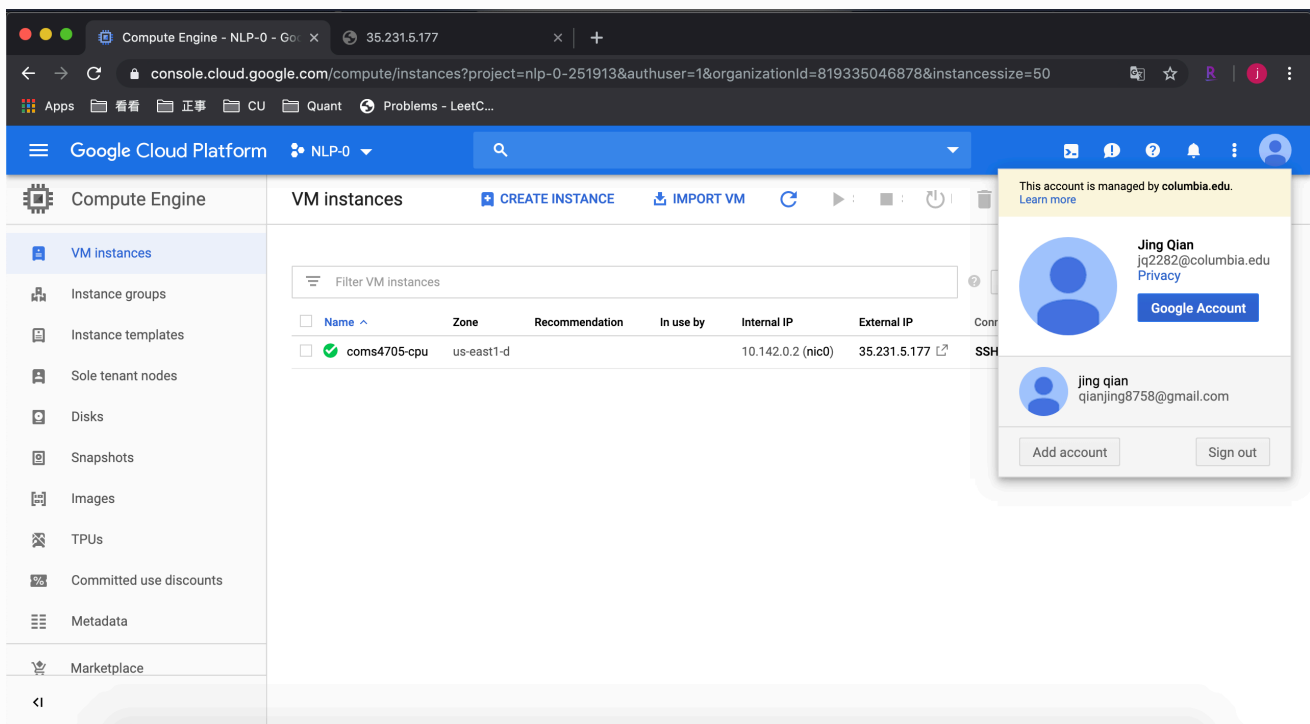 Compute Engine - NLP-0 - Goo
35.231.5.177
console.cloud.google.com/compute/instances?project=nlp-0-251913&authuser=1&organizationId=819335046878&instancessize=50
R
j
Apps 看看 正事 CU Quant Problems - LeetC...
Google Cloud Platform NLP-0
This account is managed by columbia.edu.
Learn more
Jing Qian
jq2282@columbia.edu
Privacy
Google Account
jing qian
qianjing8758@gmail.com
Add account Sign out
Compute Engine
VM instances
Instance groups
Instance templates
Sole tenant nodes
Disks
Snapshots
Images
TPUs
Committed use discounts
Metadata
Marketplace
VM instances CREATE INSTANCE IMPORT VM
Filter VM instances
Name Zone Recommendation In use by Internal IP External IP Conn
coms4705-cpu us-east1-d 10.142.0.2 (nic0) 35.231.5.177 SSH